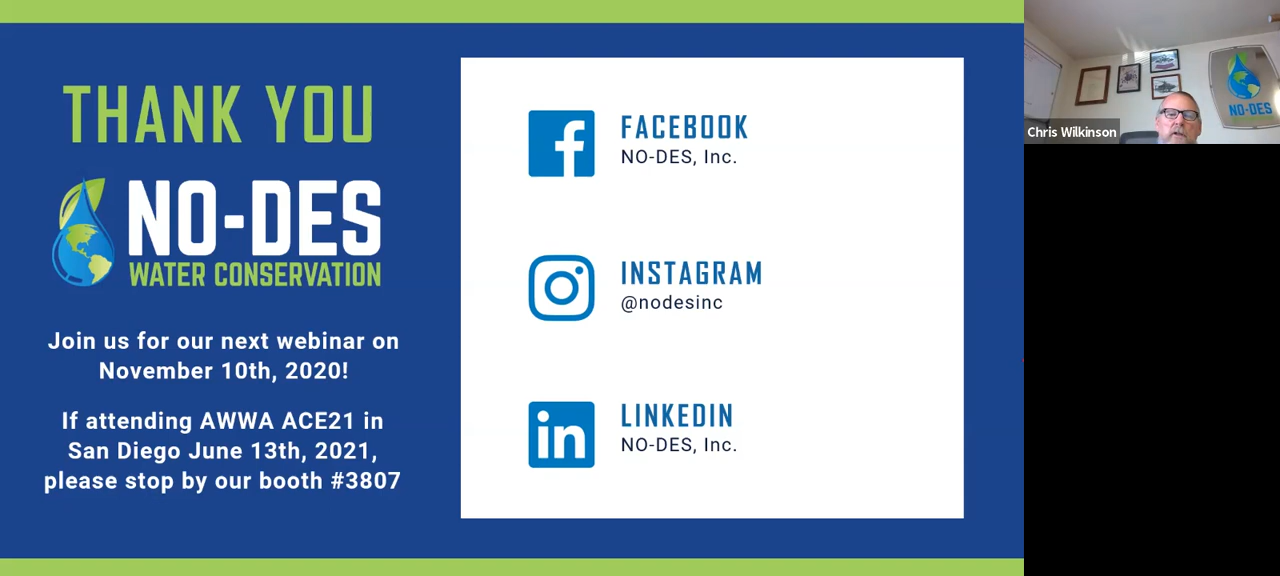 THANK YOU
NO-DES
WATER CONSERVATION
Join us for our next webinar on
November 10th, 2020!
If attending AWWA ACE21 in
San Diego June 13th, 2021,
please stop by our booth #3807
FACEBOOK
NO-DES, Inc.
INSTAGRAM
@nodesinc
LINKEDIN
NO-DES, Inc.
NO-DES
Chris Wilkinson